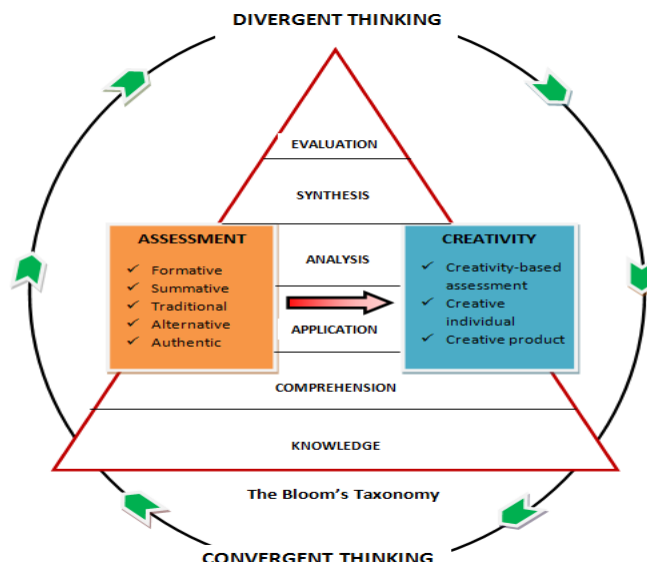 DIVERGENT THINKING
EVALUATION
SYNTHESIS
ASSESSMENT
✓ Formative
✓ Summative
✓ Traditional
✓ Alternative
✓ Authentic
ANALYSIS
APPLICATION
CREATIVITY
✓ Creativity-based
assessment
✓ Creative
individual
✓ Creative product
COMPREHENSION
KNOWLEDGE
The Bloom's Taxonomy
CONVERGENT THINKING